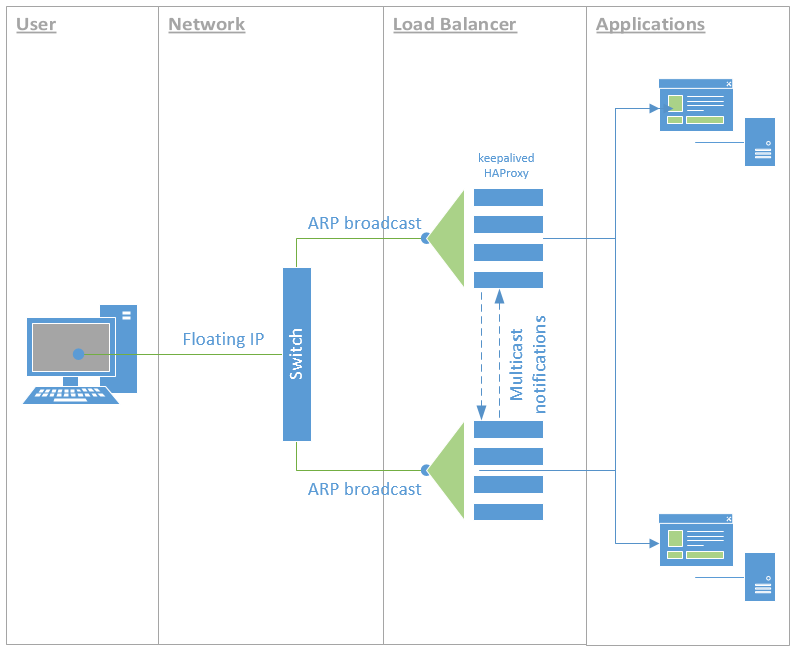 User
Network
Load Balancer
Applications
keepalived
HAProxy
ARP broadcast
Floating IP
Switch
Multicast
notifications
ARP broadcast